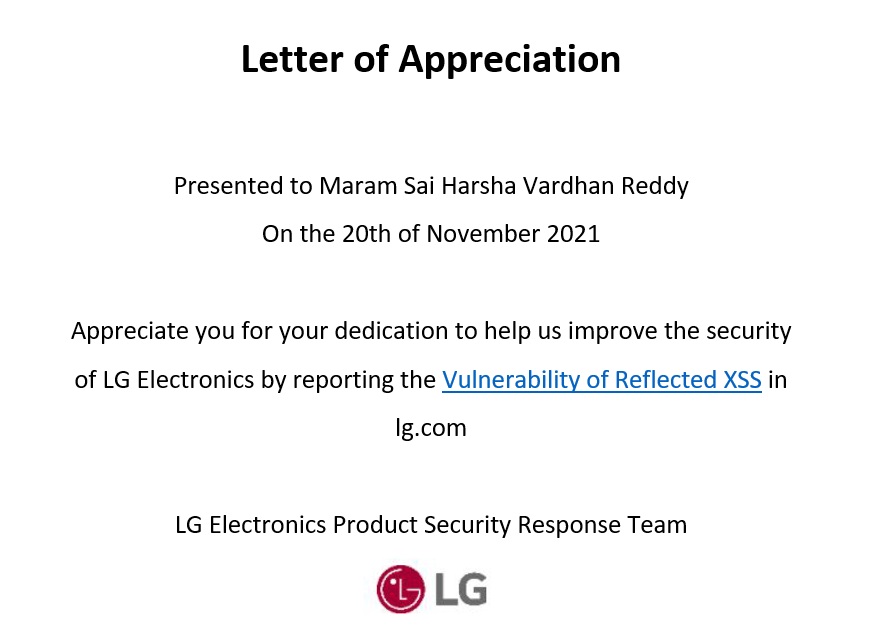 Letter of Appreciation
Presented to Maram Sai Harsha Vardhan Reddy
On the 20th of November 2021
Appreciate you for your dedication to help us improve the security
of LG Electronics by reporting the Vulnerability of Reflected XSS in
lg.com
LG Electronics Product Security Response Team
LG